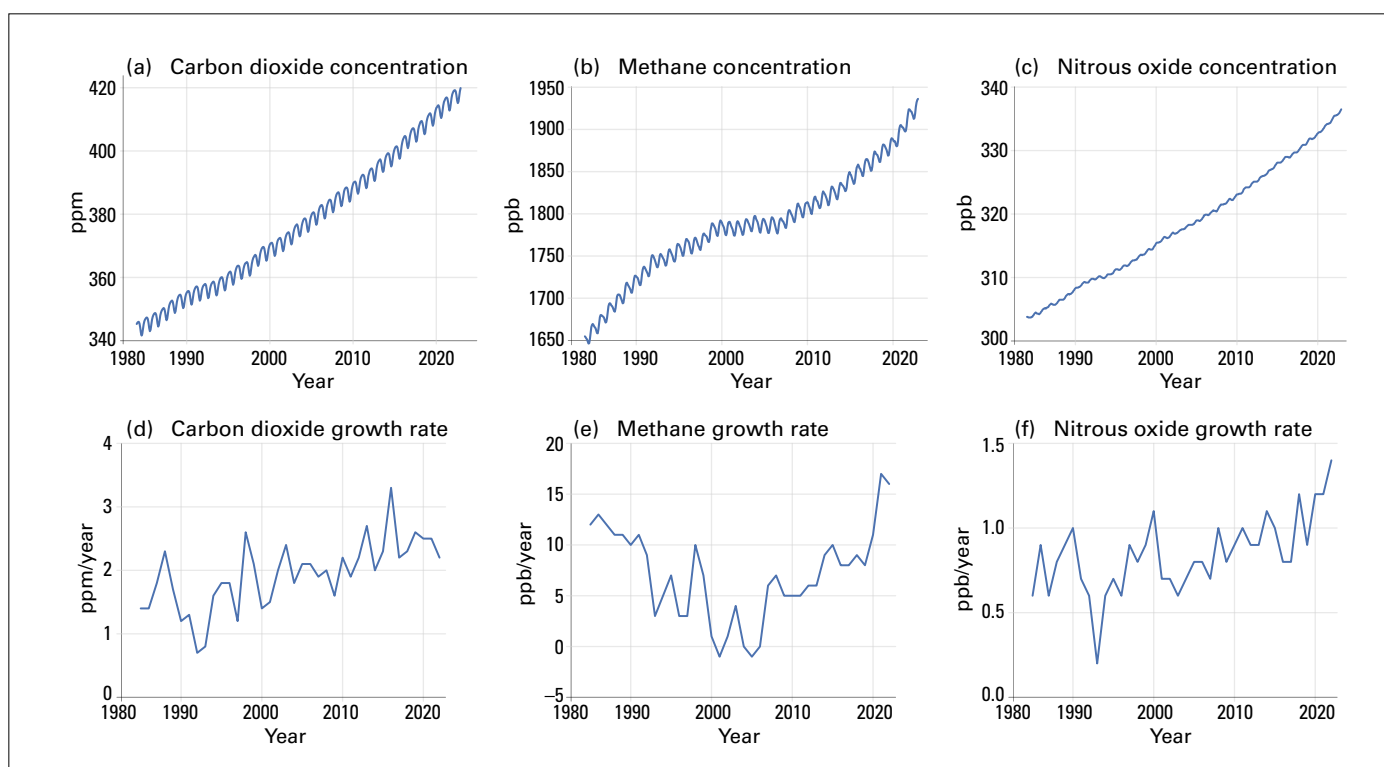 (a) Carbon dioxide concentration
420
400
380
360
340
ppm
1980 1990 2000 2010 2020
Year
(b) Methane concentration
1950
1900
1850
1800
1750
1700
1650
ppb
1980 1990 2000 2010 2020
Year
(c) Nitrous oxide concentration
340
330
320
310
300
ppb
1980 1990 2000 2010 2020
Year
(d) Carbon dioxide growth rate
4
3
2
1
0
ppm/year
1980 1990 2000 2010 2020
Year
(e) Methane growth rate
20
15
10
5
0
–5
ppb/year
1980 1990 2000 2010 2020
Year
(f) Nitrous oxide growth rate
1.5
1.0
0.5
0.0
ppb/year
1980 1990 2000 2010 2020
Year